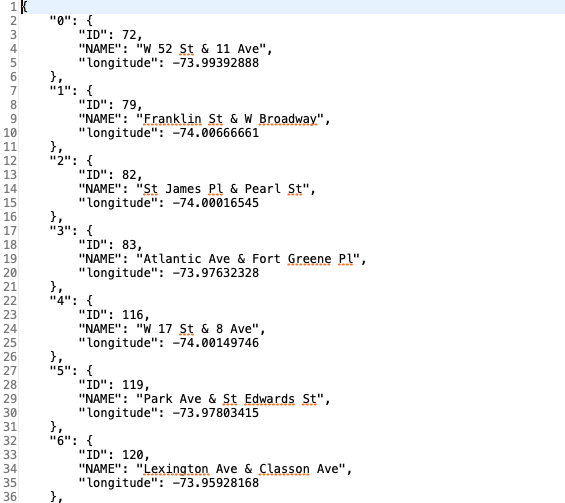 1 {
2     "0": {
3         "ID": 72,
4         "NAME": "W 52 St & 11 Ave",
5         "longitude": -73.99392888
6     },
7     "1": {
8         "ID": 79,
9         "NAME": "Franklin St & W Broadway",
10         "longitude": -74.00666661
11     },
12     "2": {
13         "ID": 82,
14         "NAME": "St James Pl & Pearl St",
15         "longitude": -74.00016545
16     },
17     "3": {
18         "ID": 83,
19         "NAME": "Atlantic Ave & Fort Greene Pl",
20         "longitude": -73.97632328
21     },
22     "4": {
23         "ID": 116,
24         "NAME": "W 17 St & 8 Ave",
25         "longitude": -74.00149746
26     },
27     "5": {
28         "ID": 119,
29         "NAME": "Park Ave & St Edwards St",
30         "longitude": -73.97803415
31     },
32     "6": {
33         "ID": 120,
34         "NAME": "Lexington Ave & Classon Ave",
35         "longitude": -73.95928168
36     },